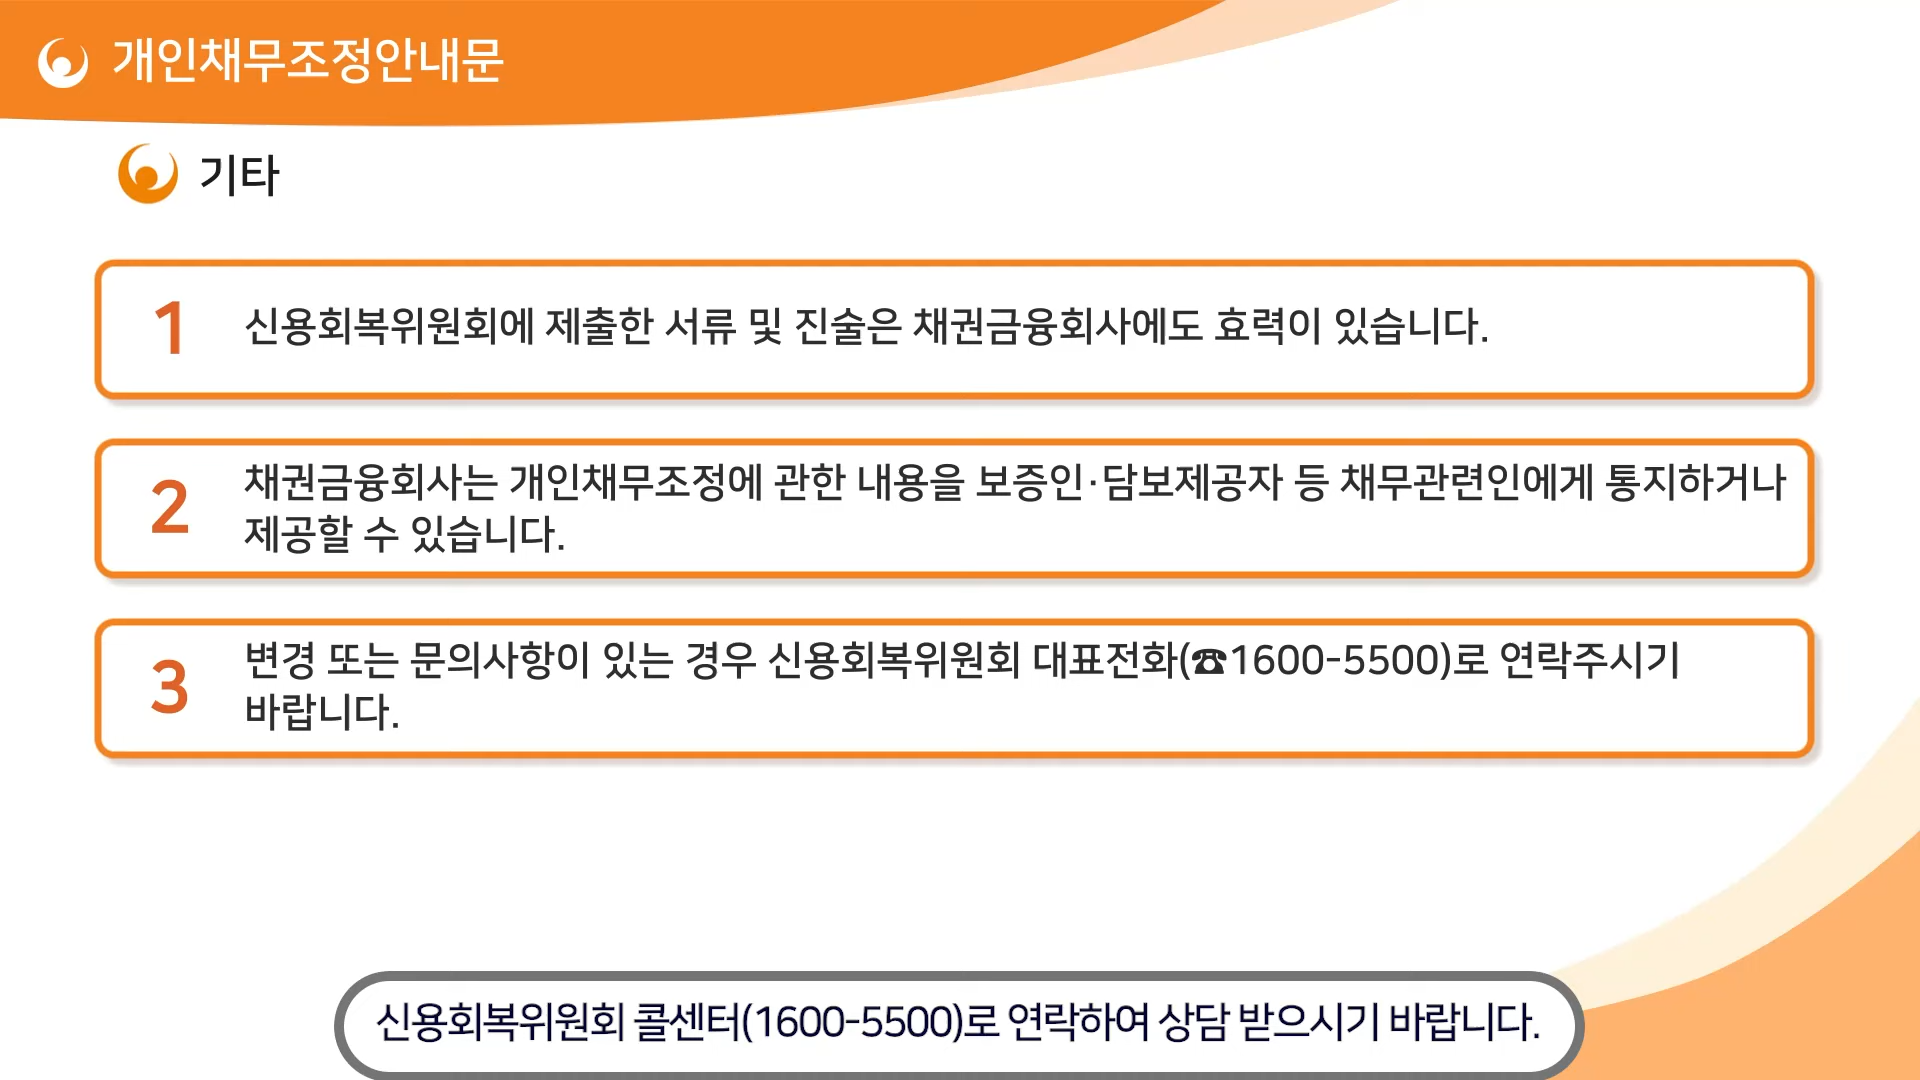 개인채무조정안내문
기타
1
신용회복위원회에 제출한 서류 및 진술은 채권금융회사에도 효력이 있습니다.
2
채권금융회사는 개인채무조정에 관한 내용을 보증인·담보제공자 등 채무관련인에게 통지하거나
제공할 수 있습니다.
3
변경 또는 문의사항이 있는 경우 신용회복위원회 대표전화(☎1600-5500)로 연락주시기
바랍니다.
신용회복위원회 콜센터(1600-5500)로 연락하여 상담 받으시기 바랍니다.